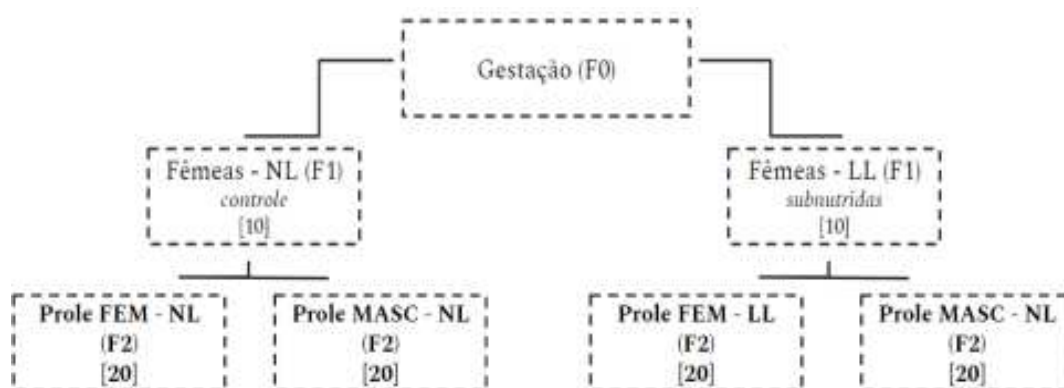 Gestação (F0)
Fêmeas - NL (F1)
controle
[10]
Fêmeas - LL (F1)
subnutridas
[10]
Prole FEM - NL
(F2)
[20]
Prole MASC - NL
(F2)
[20]
Prole FEM - LL
(F2)
[20]
Prole MASC - NL
(F2)
[20]